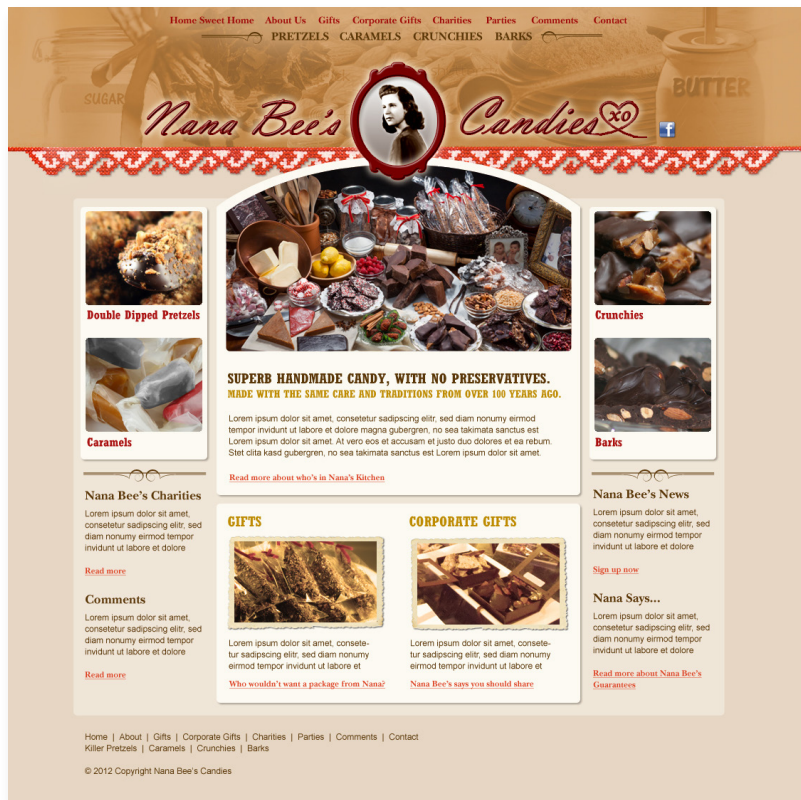 Home Sweet Home About Us Gifts Corporate Gifts Charities Parties Comments Contact
PRETZELS CARAMELS CRUNCHIES BARKS
SUGAR
BUTTER
Nana Bee's Candies xo
f
Double Dipped Pretzels
Caramels
Nana Bee's Charities
Lorem ipsum dolor sit amet,
consetetur sadipscing elitr, sed
diam nonumy eirmod tempor
invidunt ut labore et dolore
Read more
Comments
Lorem ipsum dolor sit amet,
consetetur sadipscing elitr, sed
diam nonumy eirmod tempor
invidunt ut labore et dolore
Read more
SUPERB HANDMADE CANDY, WITH NO PRESERVATIVES.
MADE WITH THE SAME CARE AND TRADITIONS FROM OVER 100 YEARS AGO.
Lorem ipsum dolor sit amet, consetetur sadipscing elitr, sed diam nonumy eirmod
tempor invidunt ut labore et dolore magna gubergren, no sea takimata sanctus est
Lorem ipsum dolor sit amet. At vero eos et accusam et justo duo dolores et ea rebum.
Stet clita kasd gubergren, no sea takimata sanctus est Lorem ipsum dolor sit amet.
Read more about who's in Nana's Kitchen
GIFTS
Lorem ipsum dolor sit amet, consete-
tur sadipscing elitr, sed diam nonumy
eirmod tempor invidunt ut labore et
Who wouldn't want a package from Nana?
CORPORATE GIFTS
Lorem ipsum dolor sit amet, consete-
tur sadipscing elitr, sed diam nonumy
eirmod tempor invidunt ut labore et
Nana Bee's says you should share
Crunchies
Barks
Nana Bee's News
Lorem ipsum dolor sit amet,
consetetur sadipscing elitr, sed
diam nonumy eirmod tempor
invidunt ut labore et dolore
Sign up now
Nana Says...
Lorem ipsum dolor sit amet,
consetetur sadipscing elitr, sed
diam nonumy eirmod tempor
invidunt ut labore et dolore
Read more about Nana Bee's
Guarantees
Home | About | Gifts | Corporate Gifts | Charities | Parties | Comments | Contact
Killer Pretzels | Caramels | Crunchies | Barks
© 2012 Copyright Nana Bee's Candies